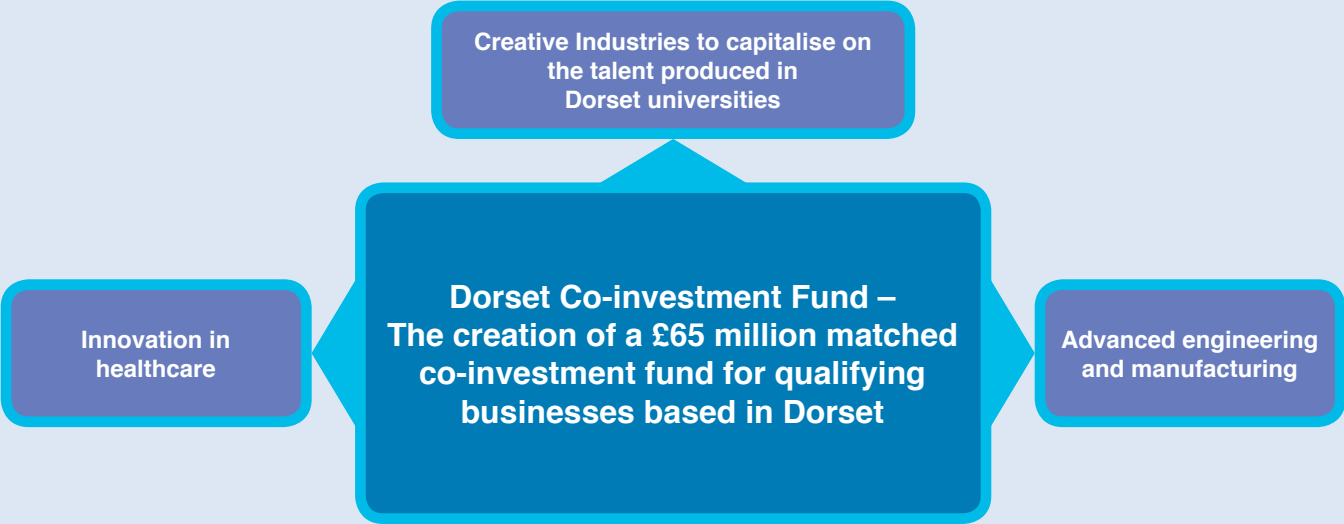 Creative Industries to capitalise on
the talent produced in
Dorset universities
Dorset Co-investment Fund –
The creation of a £65 million matched
co-investment fund for qualifying
businesses based in Dorset
Innovation in
healthcare
Advanced engineering
and manufacturing